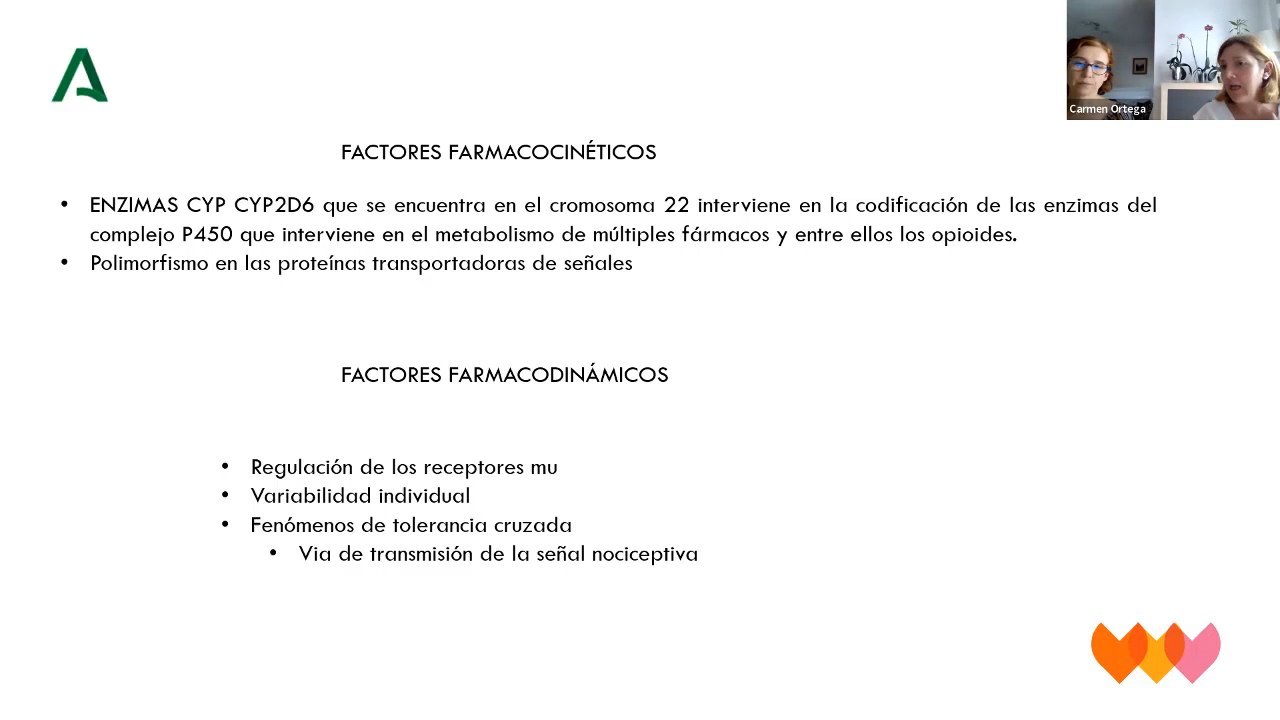 Carmen Ortega
FACTORES FARMACOCINÉTICOS
• ENZIMAS CYP CYP2D6 que se encuentra en el cromosoma 22 interviene en la codificación de las enzimas del
complejo P450 que interviene en el metabolismo de múltiples fármacos y entre ellos los opioides.
• Polimorfismo en las proteínas transportadoras de señales
FACTORES FARMACODINÁMICOS
• Regulación de los receptores mu
• Variabilidad individual
• Fenómenos de tolerancia cruzada
• Via de transmisión de la señal nociceptiva